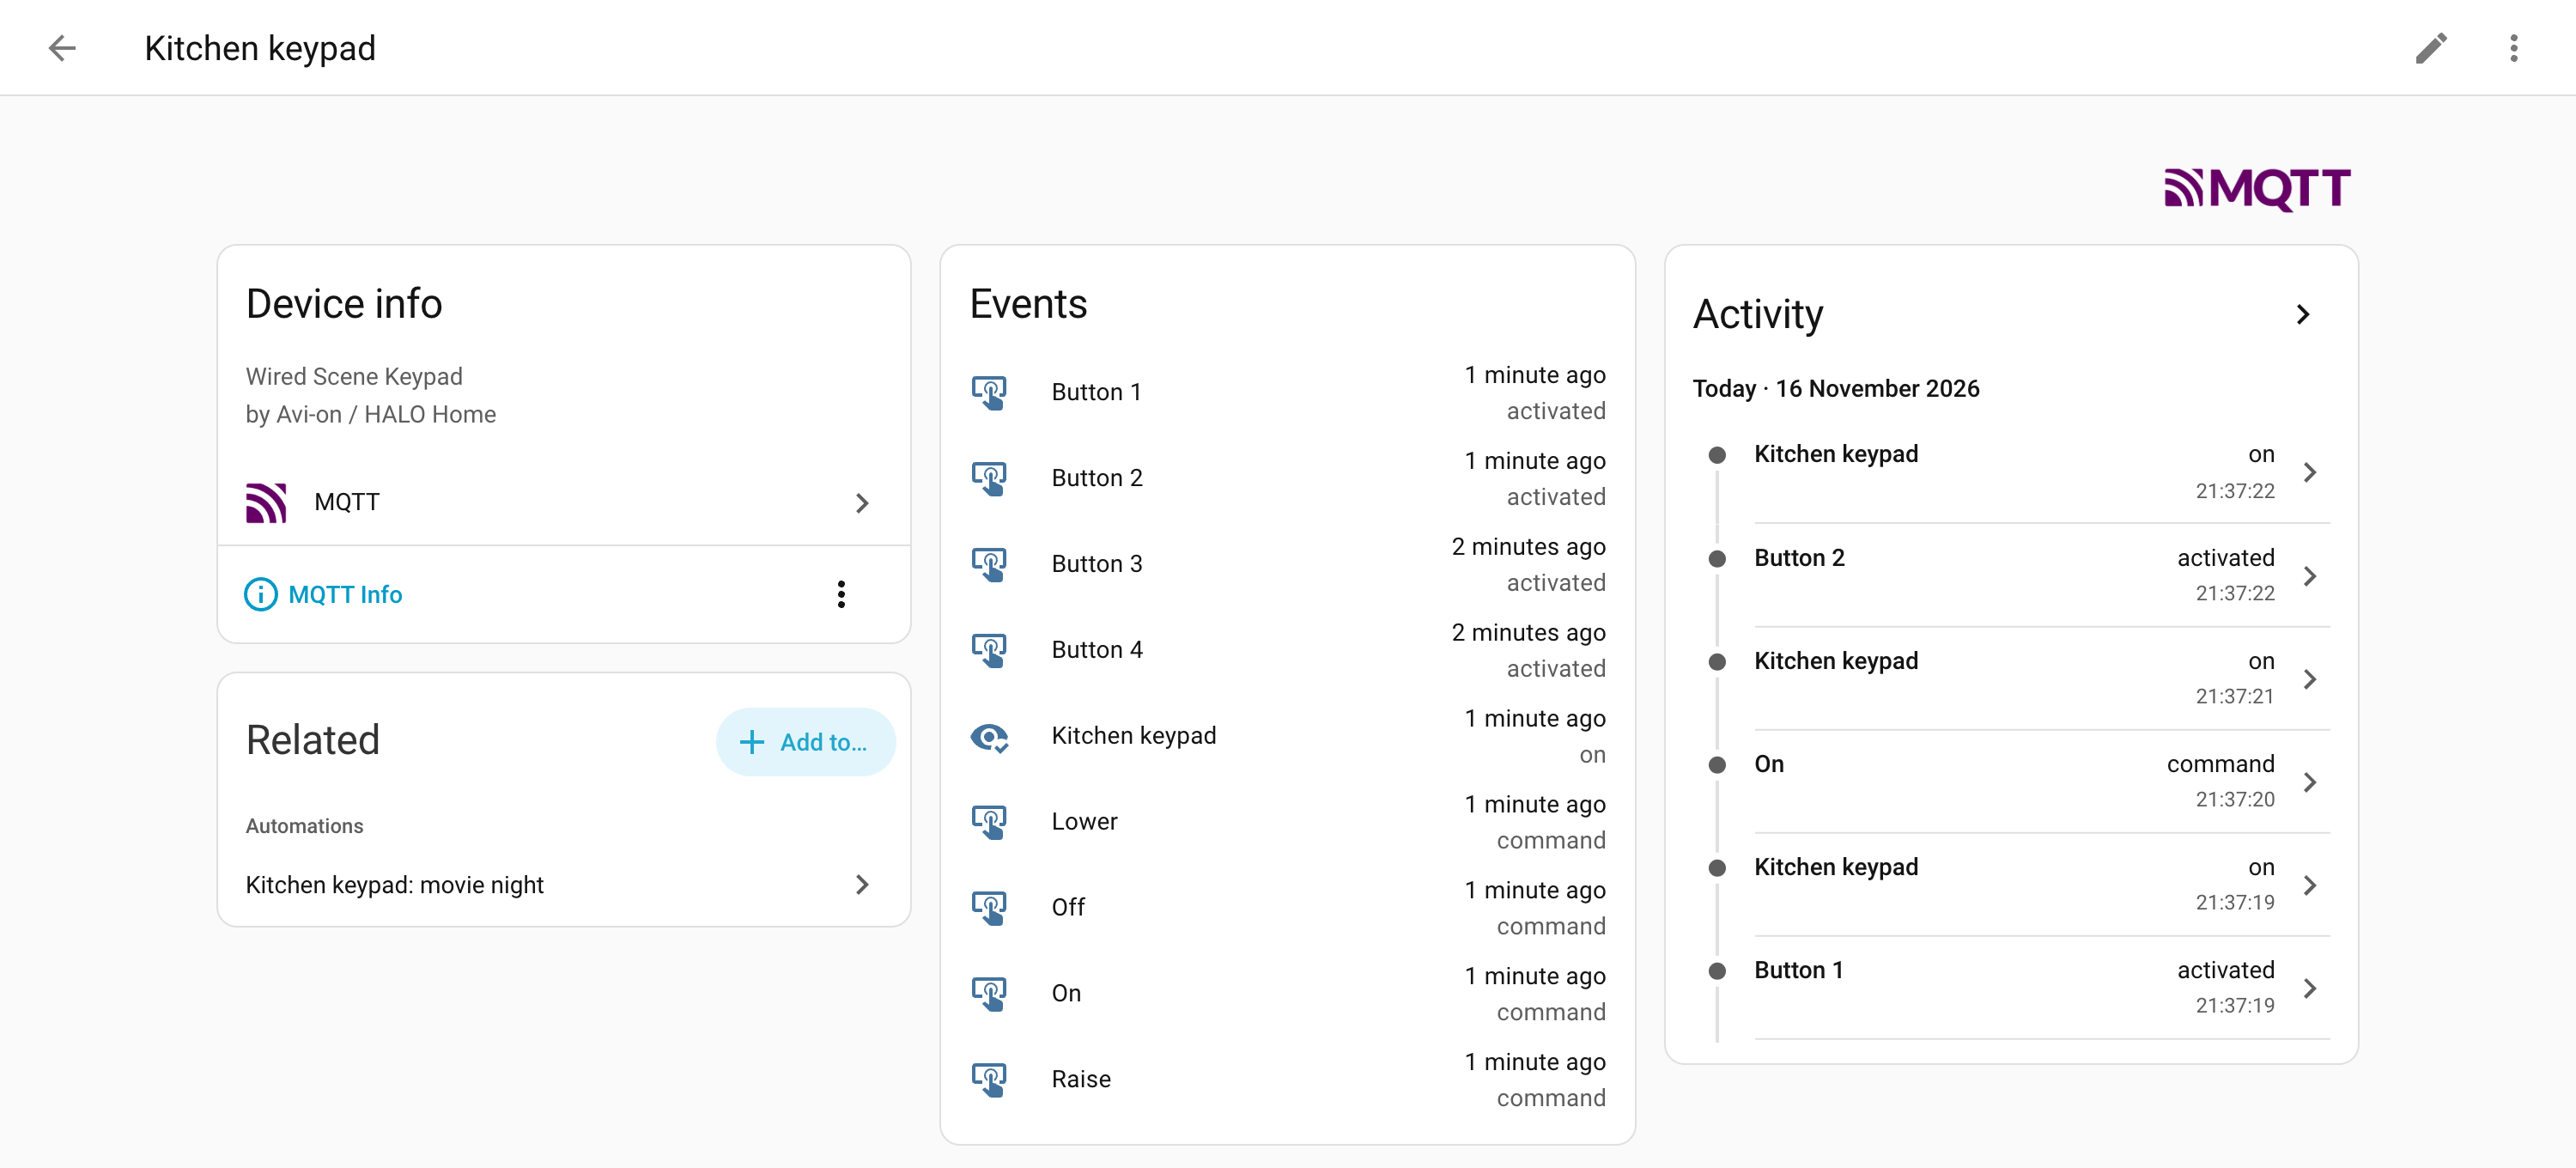 Kitchen keypad
MQTT
Device info
Wired Scene Keypad
by Avi-on / HALO Home
MQTT
MQTT Info
Related
Add to...
Automations
Kitchen keypad: movie night
Events
Button 1
1 minute ago
activated
Button 2
1 minute ago
activated
Button 3
2 minutes ago
activated
Button 4
2 minutes ago
activated
Kitchen keypad
1 minute ago
on
Lower
1 minute ago
command
Off
1 minute ago
command
On
1 minute ago
command
Raise
1 minute ago
command
Activity
Today · 16 November 2026
Kitchen keypad on
21:37:22
Button 2 activated
21:37:22
Kitchen keypad on
21:37:21
On command
21:37:20
Kitchen keypad on
21:37:19
Button 1 activated
21:37:19